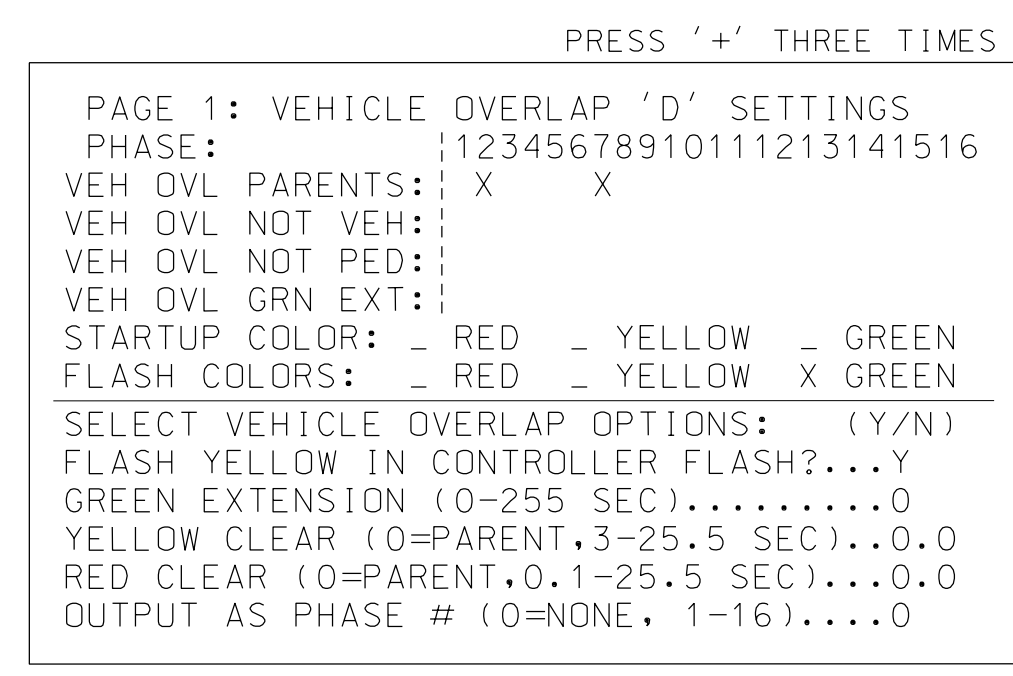 PRESS '+' THREE TIMES
PAGE 1: VEHICLE OVERLAP 'D' SETTINGS
PHASE: ¦12345678910111213141516
VEH OVL PARENTS:¦ X X
VEH OVL NOT VEH:¦
VEH OVL NOT PED:¦
VEH OVL GRN EXT:¦
STARTUP COLOR: _ RED _ YELLOW _ GREEN
FLASH COLORS: _ RED _ YELLOW X GREEN
SELECT VEHICLE OVERLAP OPTIONS: (Y/N)
FLASH YELLOW IN CONTROLLER FLASH?...Y
GREEN EXTENSION (0-255 SEC).........0
YELLOW CLEAR (0=PARENT,3-25.5 SEC)..0.0
RED CLEAR (0=PARENT,0.1-25.5 SEC)...0.0
OUTPUT AS PHASE # (0=NONE, 1-16)....0